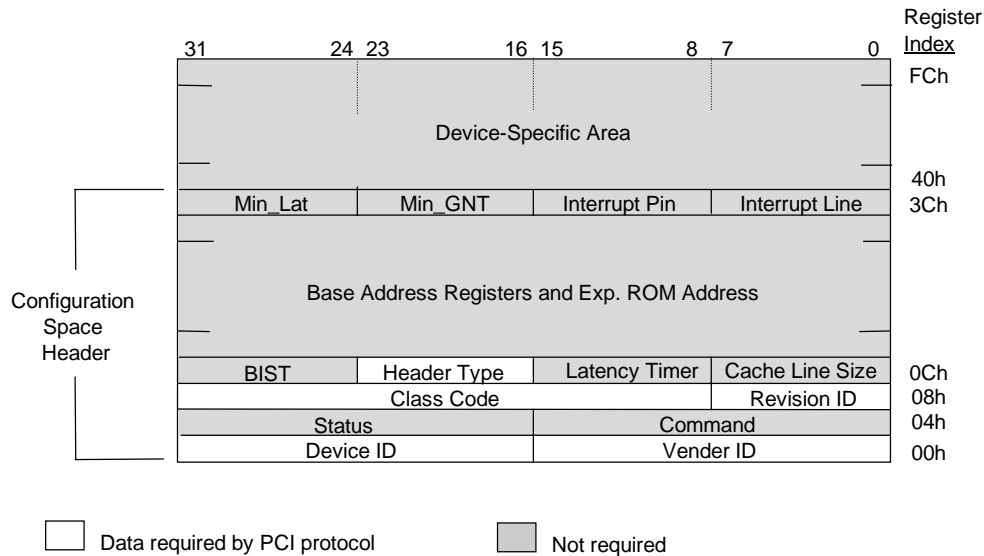 Register
Index
31 24 23 16 15 8 7 0
FCh
Device-Specific Area
40h
Min_Lat Min_GNT Interrupt Pin Interrupt Line 3Ch
Base Address Registers and Exp. ROM Address
Configuration
Space
Header
BIST Header Type Latency Timer Cache Line Size 0Ch
Class Code Revision ID 08h
Status Command 04h
Device ID Vender ID 00h
Data required by PCI protocol Not required